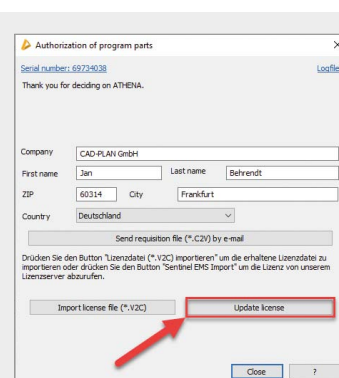 Authorization of program parts
Serial number: 69734038 Logfile
Thank you for deciding on ATHENA.
Company CAD-PLAN GmbH
First name Jan Last name Behrendt
ZIP 60314 City Frankfurt
Country Deutschland
Send requisition file (*.C2V) by e-mail
Drücken Sie den Button "Lizenzdatei (*.V2C) importieren" um die erhaltene Lizenzdatei zu
importieren oder drücken Sie den Button "Sentinel EMS Import" um die Lizenz von unserem
Lizenzserver abzurufen.
Import license file (*.V2C) Update license
Close ?